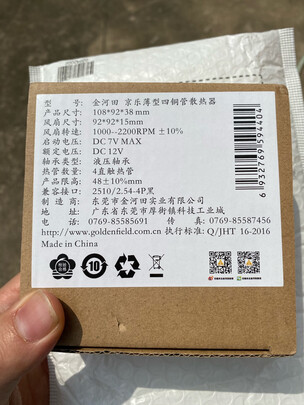 型　　号： 金河田 京乐薄型四铜管散热器
产品尺寸： 108*92*38mm
风扇尺寸： 92*92*15mm
风扇转速： 1000--2200RPM ±10%
启动电压： DC 7V MAX
额定电压： DC 12V
轴承类型： 液压轴承
热管数量： 4直触热管
产品限高： 48±10%mm
兼容接口： 2510/2.54-4P黑
制 造 商： 东莞市金河田实业有限公司
地　　址： 广东省东莞市厚街镇科技工业城
电　　话： 0769-85585691 传　　真： 0769-85587456
http://www.goldenfield.com.cn 执行标准: Q/JHT 16-2016
Made in China
10
6 932769 594404